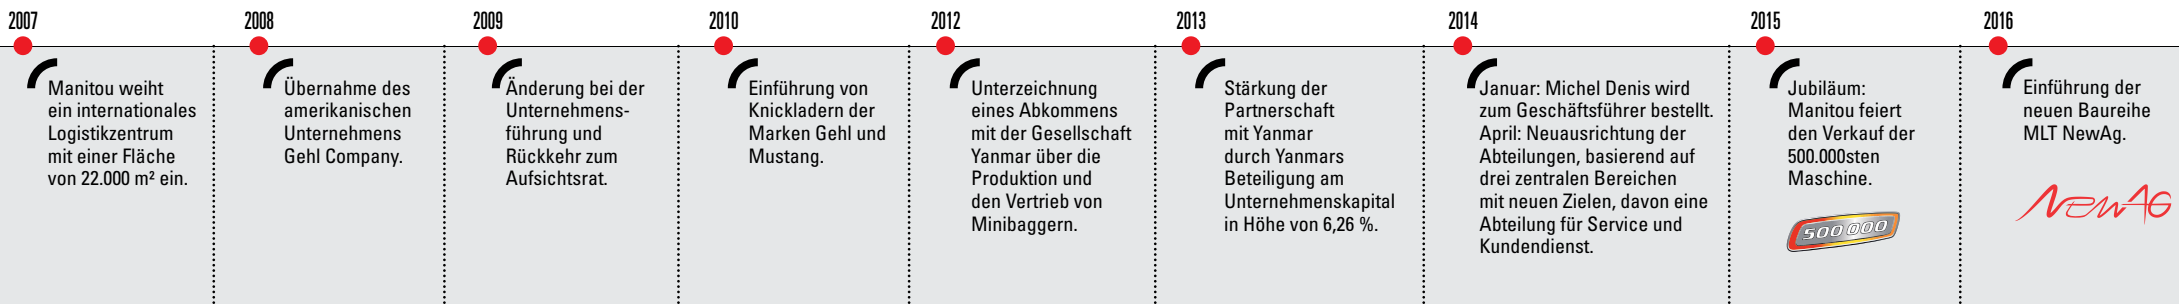 2007
Manitou weiht
ein internationales
Logistikzentrum
mit einer Fläche
von 22.000 m² ein.
2008
Übernahme des
amerikanischen
Unternehmens
Gehl Company.
2009
Änderung bei der
Unternehmens-
führung und
Rückkehr zum
Aufsichtsrat.
2010
Einführung von
Knickladern der
Marken Gehl und
Mustang.
2012
Unterzeichnung
eines Abkommens
mit der Gesellschaft
Yanmar über die
Produktion und
den Vertrieb von
Minibaggern.
2013
Stärkung der
Partnerschaft
mit Yanmar
durch Yanmars
Beteiligung am
Unternehmenskapital
in Höhe von 6,26 %.
2014
Januar: Michel Denis wird
zum Geschäftsführer bestellt.
April: Neuausrichtung der
Abteilungen, basierend auf
drei zentralen Bereichen
mit neuen Zielen, davon eine
Abteilung für Service und
Kundendienst.
2015
Jubiläum:
Manitou feiert
den Verkauf der
500.000sten
Maschine.
500 000
2016
Einführung der
neuen Baureihe
MLT NewAg.
NEWAG